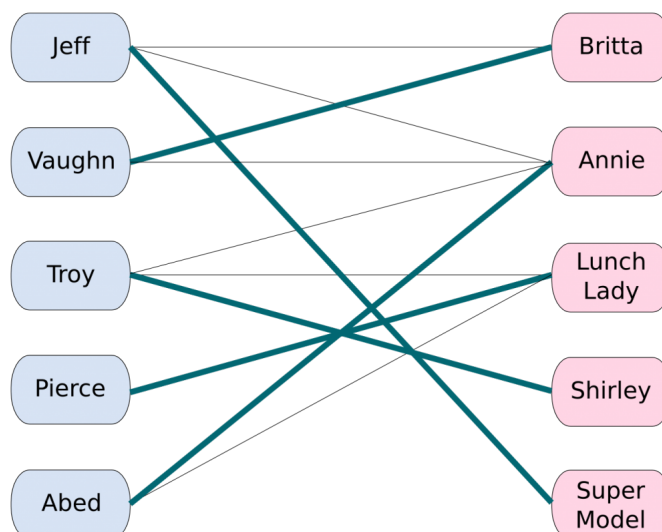 Jeff
Britta
Vaughn
Annie
Troy
Lunch
Lady
Pierce
Shirley
Abed
Super
Model